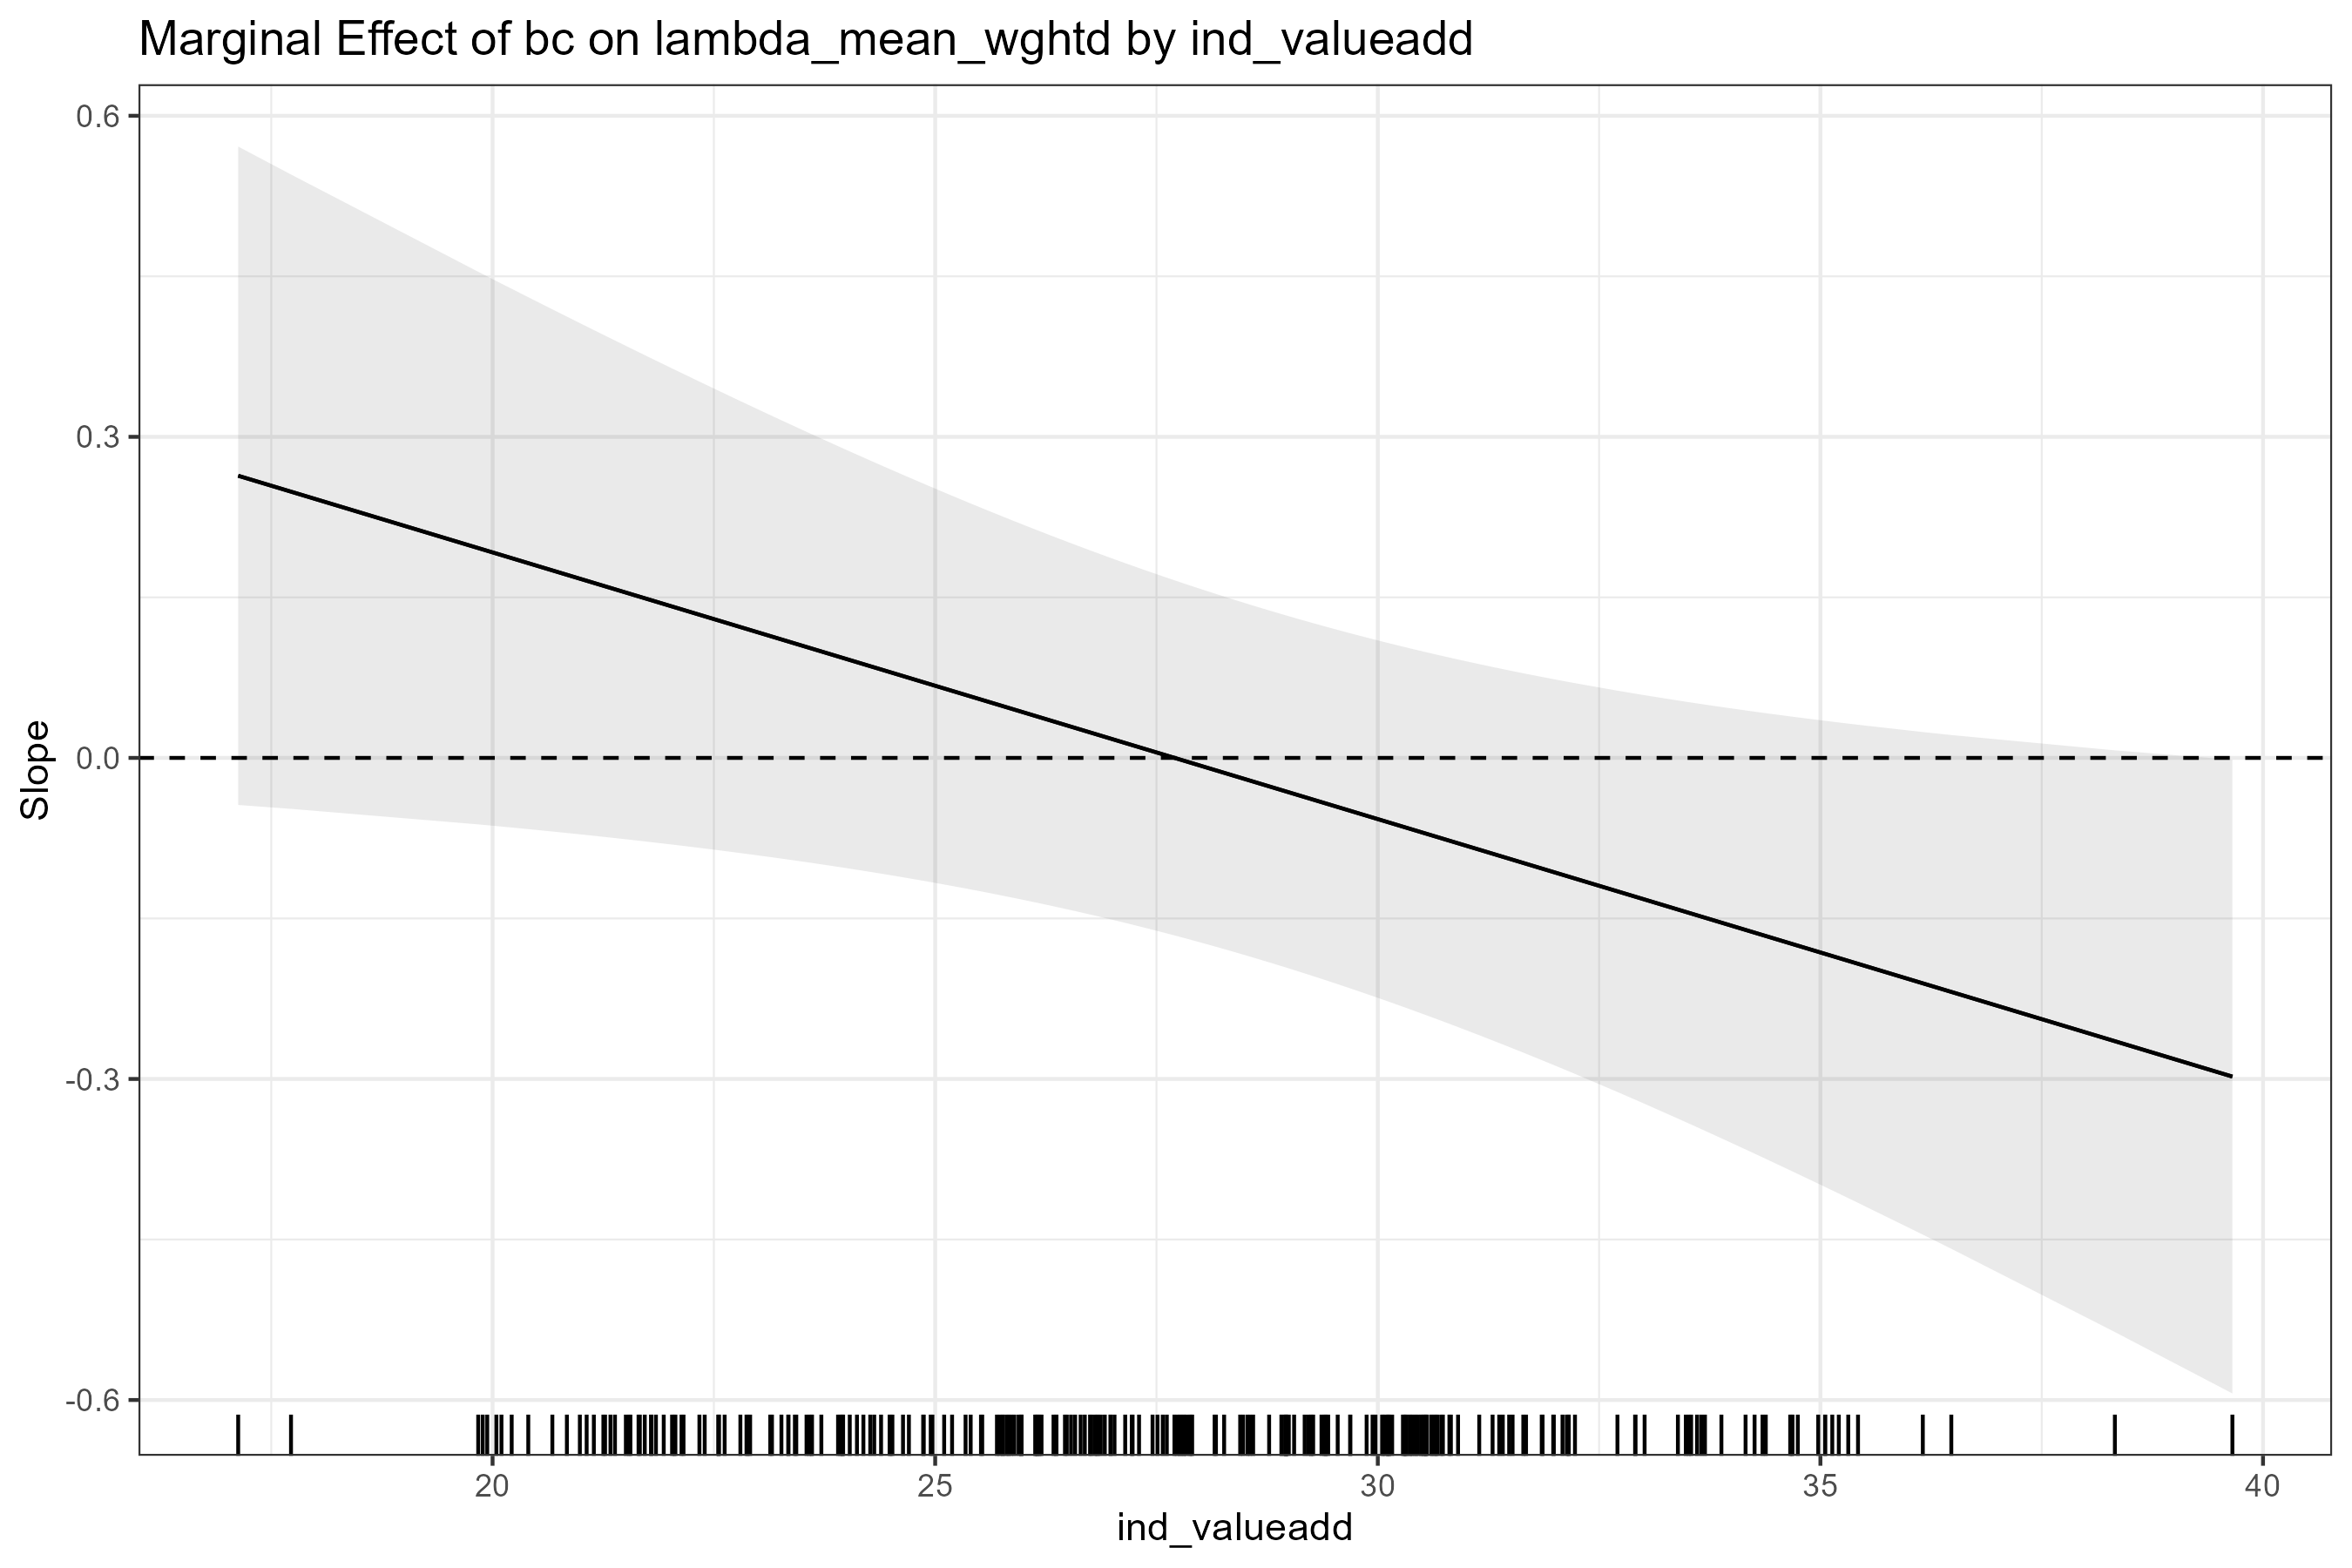 Marginal Effect of bc on lambda_mean_wghtd by ind_valueadd
0.6
0.3
0.0
-0.3
-0.6
Slope
20 25 30 35 40
ind_valueadd